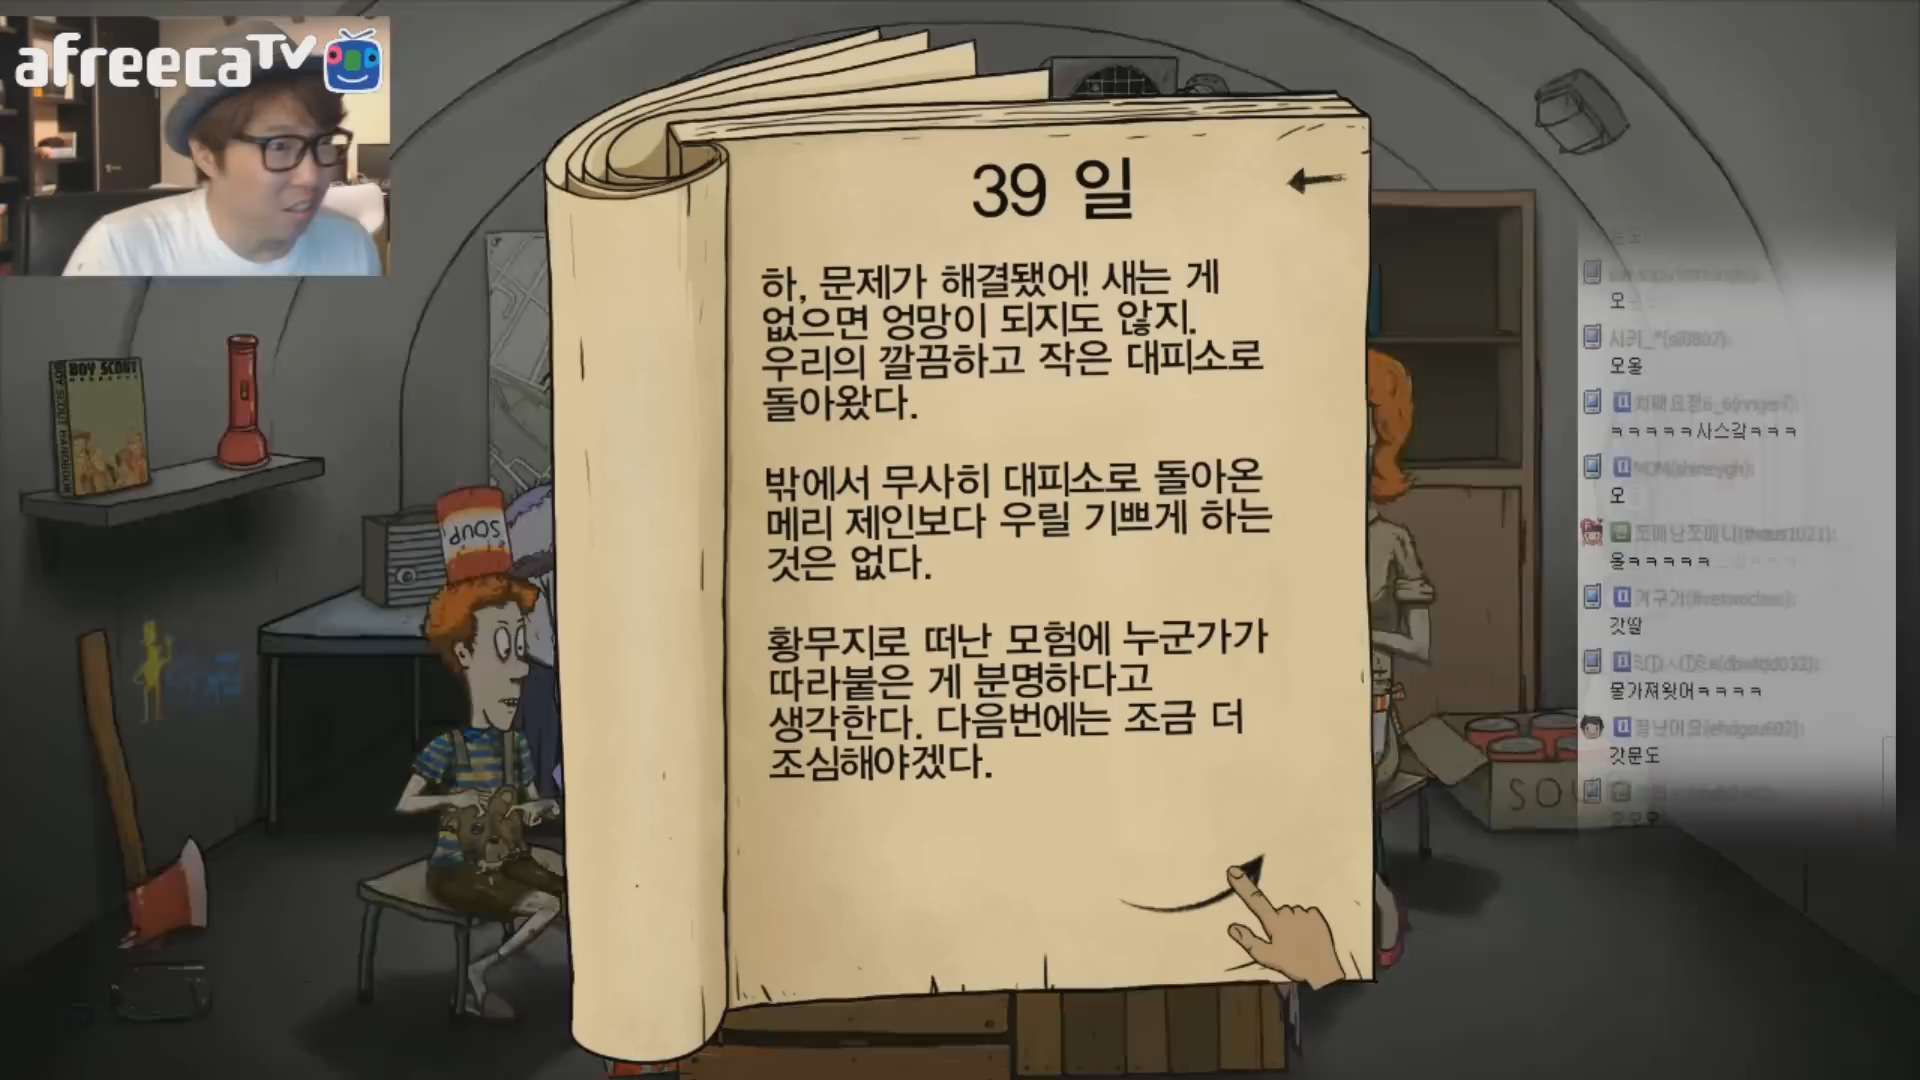 afreecaTV
39 일
하, 문제가 해결됐어! 새는 게
없으면 엉망이 되지도 않지.
우리의 깔끔하고 작은 대피소로
돌아왔다.
밖에서 무사히 대피소로 돌아온
메리 제인보다 우릴 기쁘게 하는
것은 없다.
황무지로 떠난 모험에 누군가가
따라붙은 게 분명하다고
생각한다. 다음번에는 조금 더
조심해야겠다.
BOY SCOUT
BOY SCOUT HANDBOOK
SOUP
SOU
오
오올
ㅋㅋㅋㅋㅋ사스갘ㅋㅋㅋ
오
올ㅋㅋㅋㅋㅋ
갓딸
물가져왓어ㅋㅋㅋㅋ
갓문도